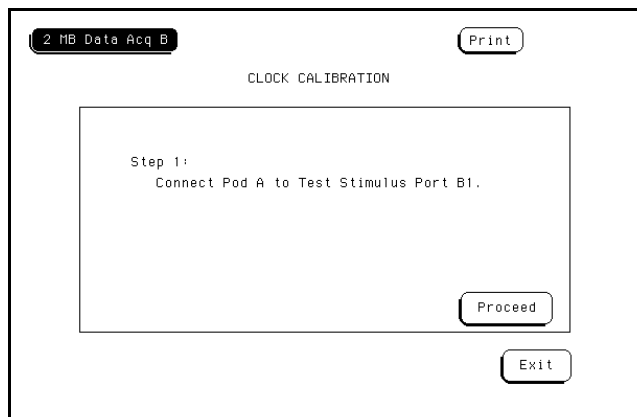 2 MB Data Acq B
Print
CLOCK CALIBRATION
Step 1:
Connect Pod A to Test Stimulus Port B1.
Proceed
Exit